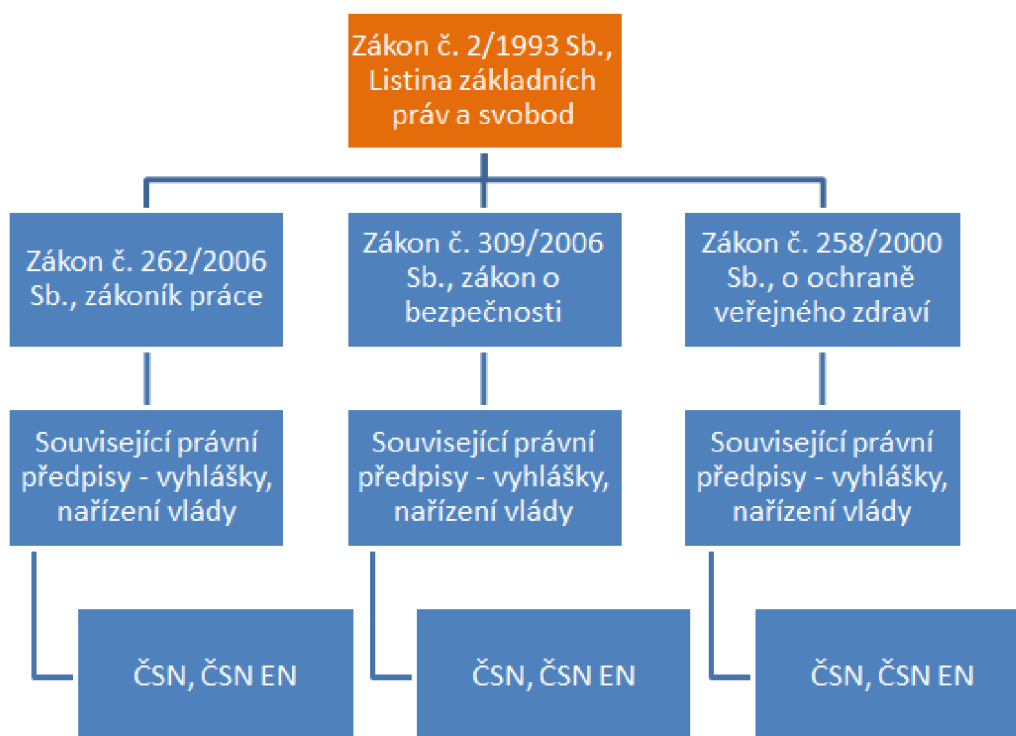 Zákon č. 2/1993 Sb.,
Listina základních
práv a svobod
Zákon č. 262/2006
Sb., zákoník práce
Zákon č. 309/2006
Sb., zákon o
bezpečnosti
Zákon č. 258/2000
Sb., o ochraně
veřejného zdraví
Související právní
předpisy - vyhlášky,
nařízení vlády
Související právní
předpisy - vyhlášky,
nařízení vlády
Související právní
předpisy - vyhlášky,
nařízení vlády
ČSN, ČSN EN
ČSN, ČSN EN
ČSN, ČSN EN